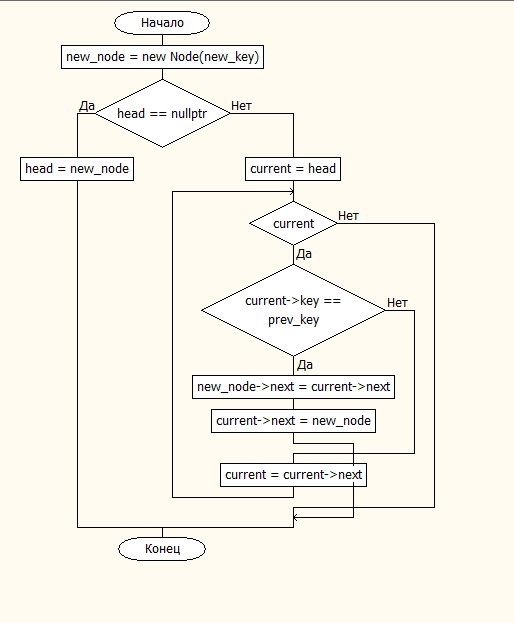 Начало
new_node = new Node(new_key)
Да
Нет
head == nullptr
head = new_node
current = head
current
Нет
Да
current->key ==
prev_key
Нет
Да
new_node->next = current->next
current->next = new_node
current = current->next
Конец